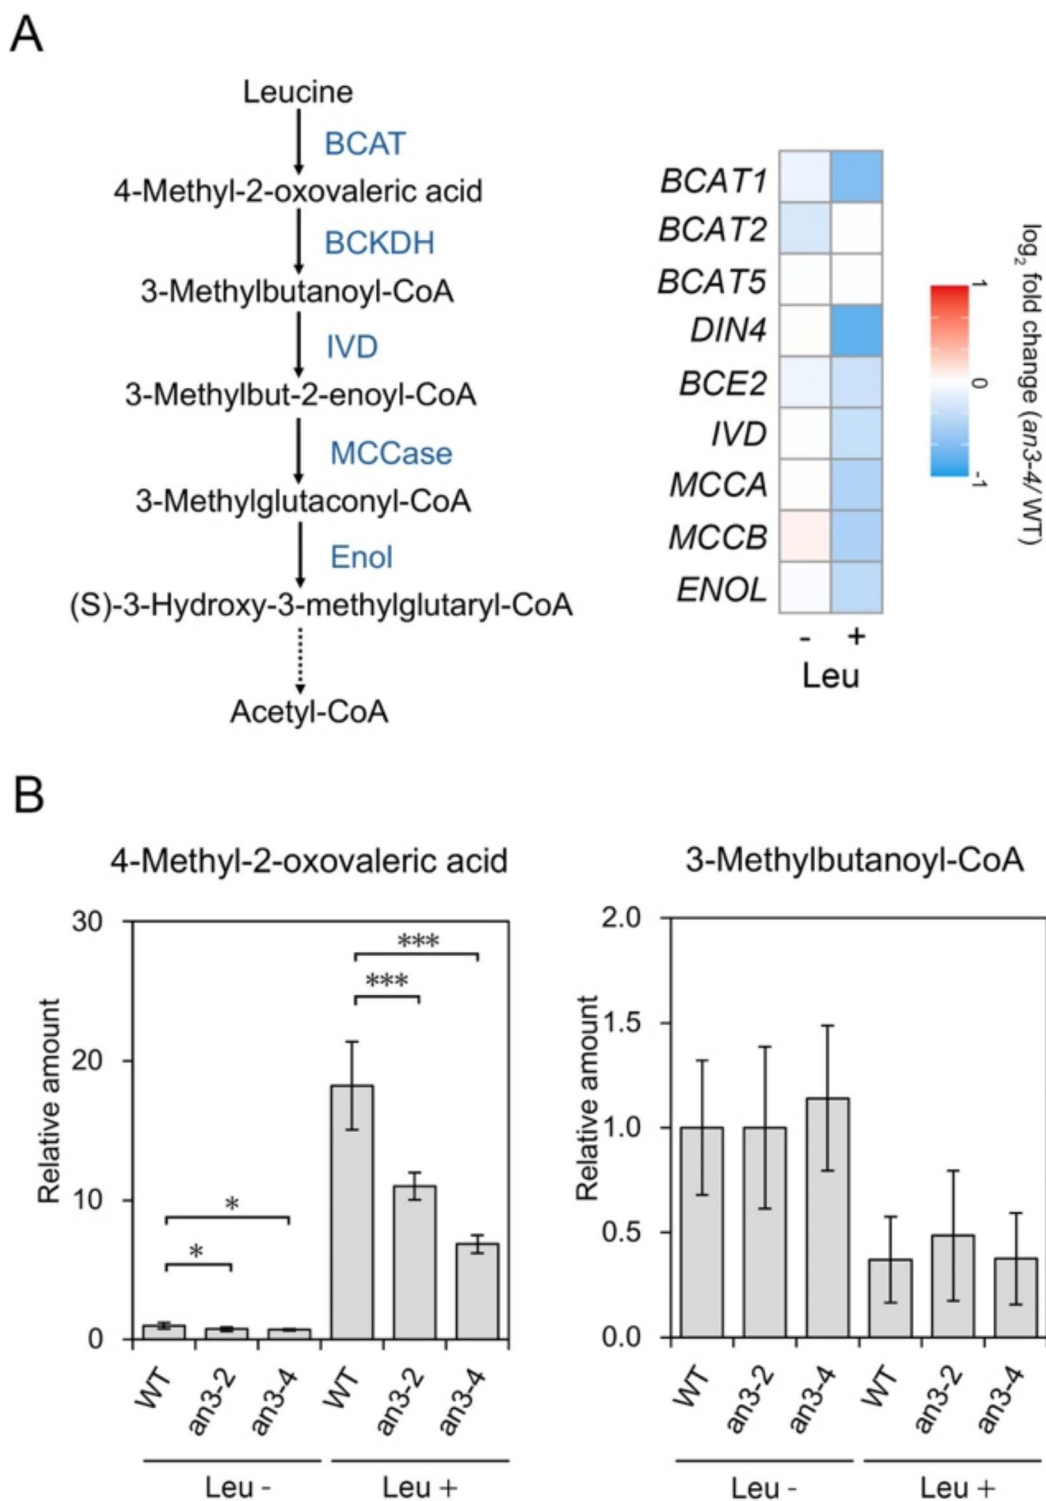 A
Leucine
BCAT
4-Methyl-2-oxovaleric acid
BCKDH
3-Methylbutanoyl-CoA
IVD
3-Methylbut-2-enoyl-CoA
MCCase
3-Methylglutaconyl-CoA
Enol
(S)-3-Hydroxy-3-methylglutaryl-CoA
Acetyl-CoA
BCAT1
BCAT2
BCAT5
DIN4
BCE2
IVD
MCCA
MCCB
ENOL
- +
Leu
1
0
-1
log₂ fold change (an3-4/WT)
B
4-Methyl-2-oxovaleric acid
Relative amount
30
20
10
0
*
*
***
***
WT an3-2 an3-4 WT an3-2 an3-4
Leu - Leu +
3-Methylbutanoyl-CoA
Relative amount
2.0
1.5
1.0
0.5
0.0
WT an3-2 an3-4 WT an3-2 an3-4
Leu - Leu +